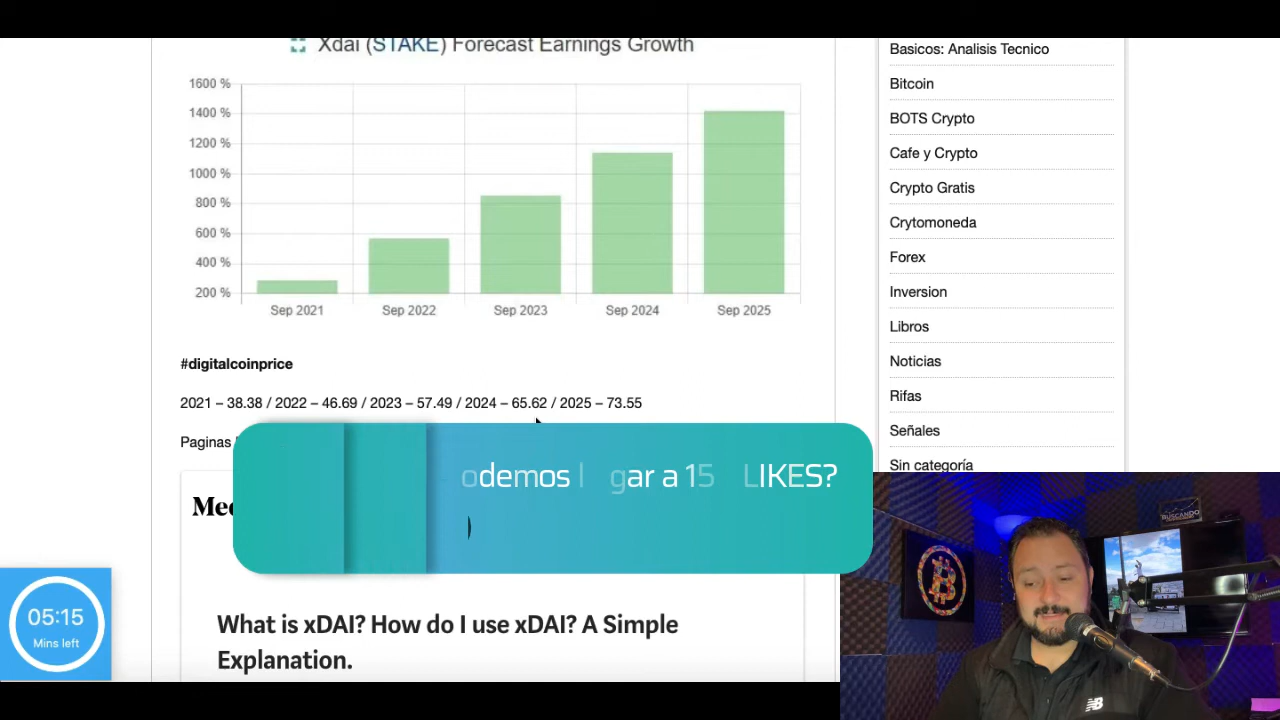 Xdai (STAKE) Forecast Earnings Growth
1600 %
1400 %
1200 %
1000 %
800 %
600 %
400 %
200 %
Sep 2021 Sep 2022 Sep 2023 Sep 2024 Sep 2025
#digitalcoinprice
2021 – 38.38 / 2022 – 46.69 / 2023 – 57.49 / 2024 – 65.62 / 2025 – 73.55
Paginas
odemos l gar a 15 LIKES?
What is xDAI? How do I use xDAI? A Simple
Explanation.
05:15
Mins left
Basicos: Analisis Tecnico
Bitcoin
BOTS Crypto
Cafe y Crypto
Crypto Gratis
Crytomoneda
Forex
Inversion
Libros
Noticias
Rifas
Señales
Sin categoría
BUSCANDO